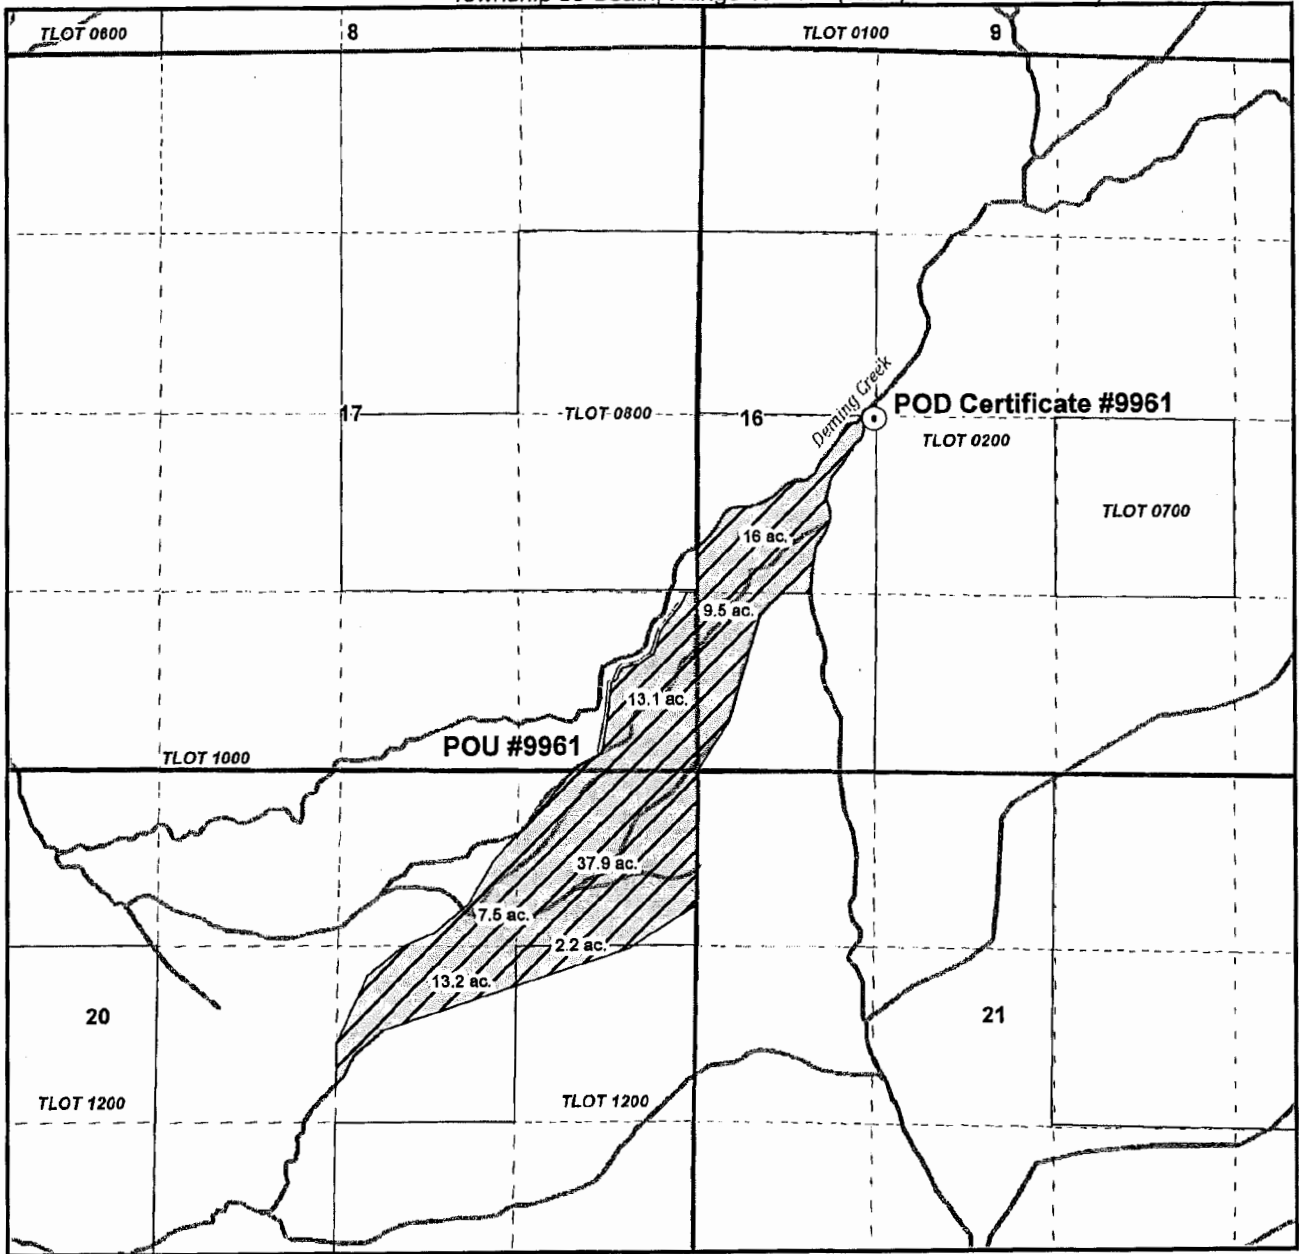 TLOT 0600
8
TLOT 0100
9
Deming Creek
POD Certificate #9961
17
TLOT 0800
16
TLOT 0200
TLOT 0700
16 ac.
9.5 ac.
13.1 ac.
POU #9961
TLOT 1000
37.9 ac.
7.5 ac.
2.2 ac.
13.2 ac.
20
21
TLOT 1200
TLOT 1200